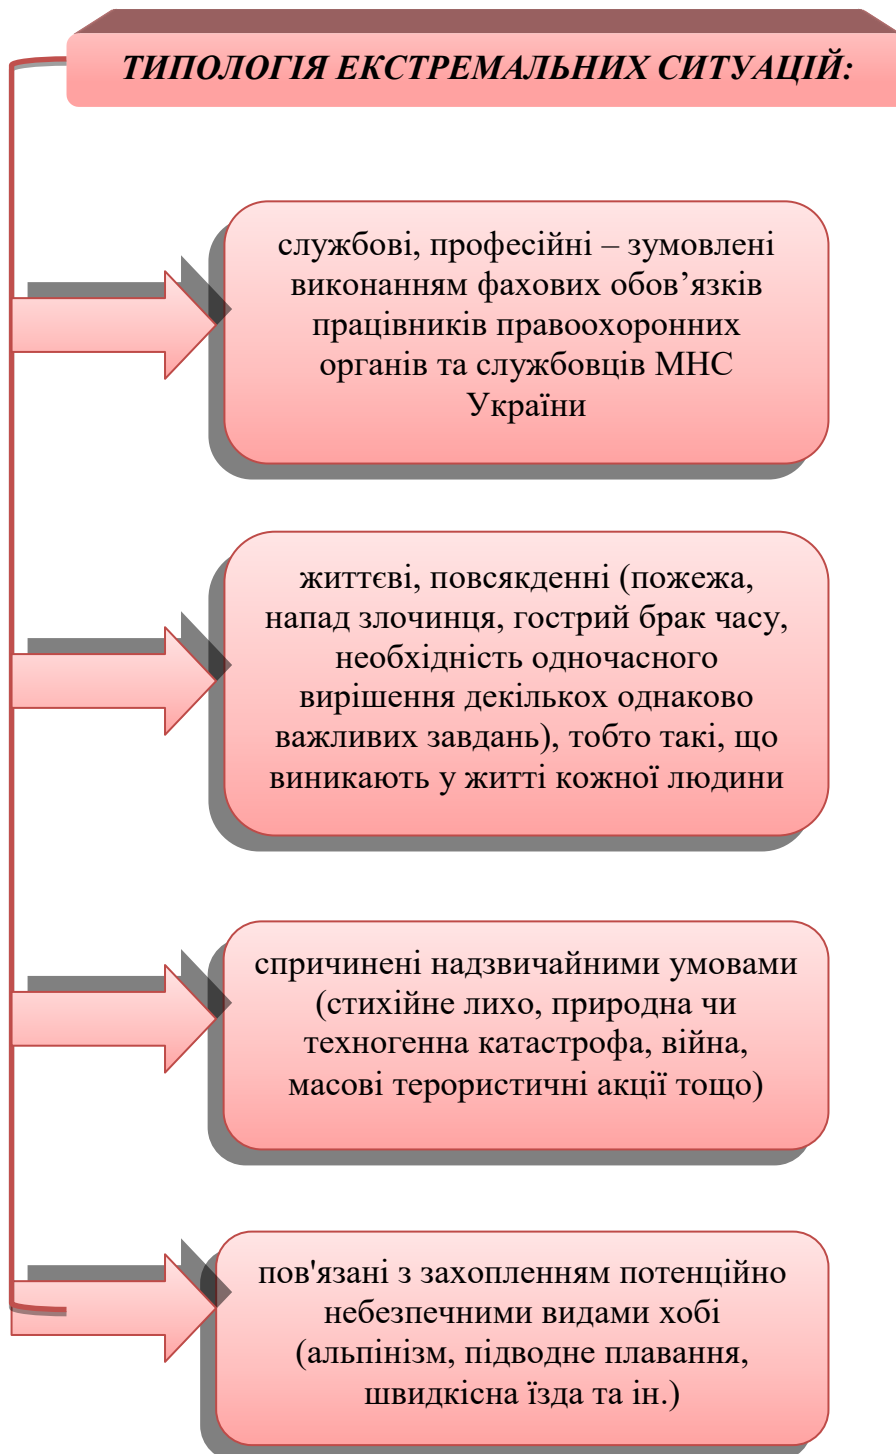 ТИПОЛОГІЯ ЕКСТРЕМАЛЬНИХ СИТУАЦІЙ:
службові, професійні – зумовлені
виконанням фахових обов’язків
працівників правоохоронних
органів та службовців МНС
України
життєві, повсякденні (пожежа,
напад злочинця, гострий брак часу,
необхідність одночасного
вирішення декількох однаково
важливих завдань), тобто такі, що
виникають у житті кожної людини
спричинені надзвичайними умовами
(стихійне лихо, природна чи
техногенна катастрофа, війна,
масові терористичні акції тощо)
пов'язані з захопленням потенційно
небезпечними видами хобі
(альпінізм, підводне плавання,
швидкісна їзда та ін.)